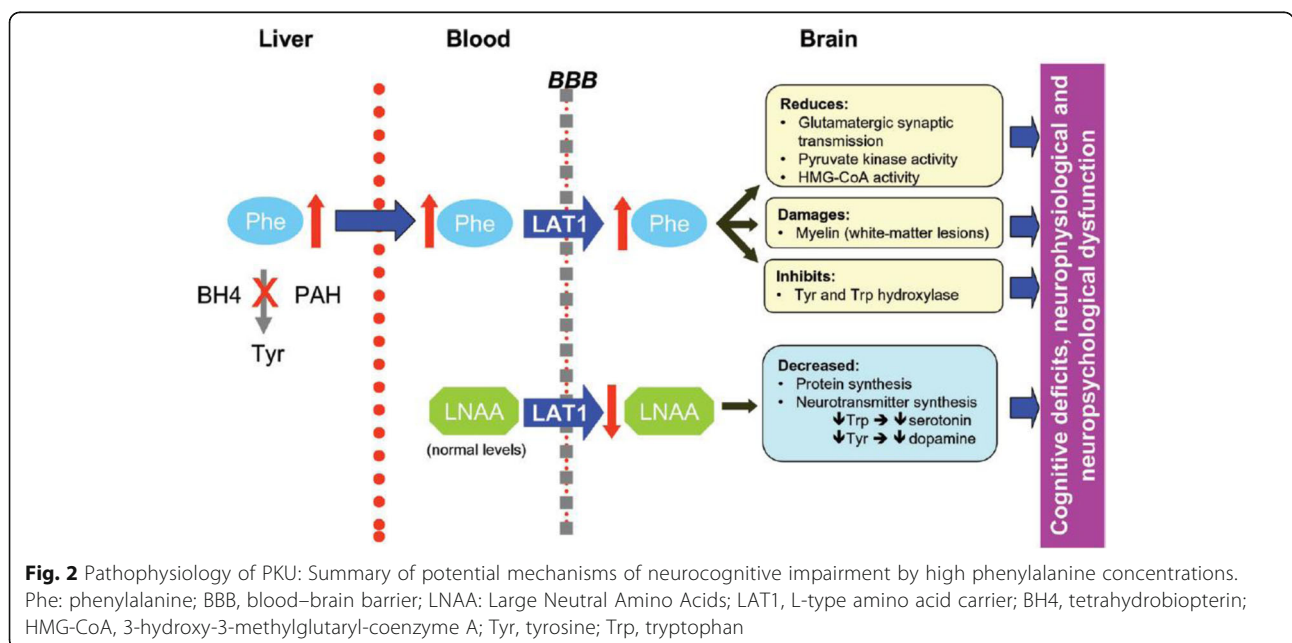 Liver
Blood
Brain
BBB
Phe
Phe
LAT1
Phe
BH4
PAH
Tyr
Reduces:
• Glutamatergic synaptic
transmission
• Pyruvate kinase activity
• HMG-CoA activity
Damages:
• Myelin (white-matter lesions)
Inhibits:
• Tyr and Trp hydroxylase
LNAA
(normal levels)
LAT1
LNAA
Decreased:
• Protein synthesis
• Neurotransmitter synthesis
↓Trp → ↓ serotonin
↓Tyr → ↓ dopamine
Cognitive deficits, neurophysiological and
neuropsychological dysfunction
Fig. 2 Pathophysiology of PKU: Summary of potential mechanisms of neurocognitive impairment by high phenylalanine concentrations.
Phe: phenylalanine; BBB, blood–brain barrier; LNAA: Large Neutral Amino Acids; LAT1, L-type amino acid carrier; BH4, tetrahydrobiopterin;
HMG-CoA, 3-hydroxy-3-methylglutaryl-coenzyme A; Tyr, tyrosine; Trp, tryptophan